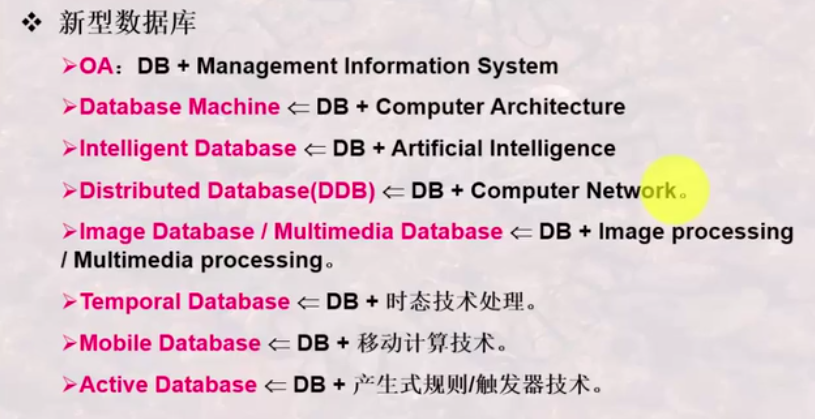 ❖ 新型数据库
➢OA：DB + Management Information System
➢Database Machine ⇐ DB + Computer Architecture
➢Intelligent Database ⇐ DB + Artificial Intelligence
➢Distributed Database(DDB) ⇐ DB + Computer Network。
➢Image Database / Multimedia Database ⇐ DB + Image processing
/ Multimedia processing。
➢Temporal Database ⇐ DB + 时态技术处理。
➢Mobile Database ⇐ DB + 移动计算技术。
➢Active Database ⇐ DB + 产生式规则/触发器技术。